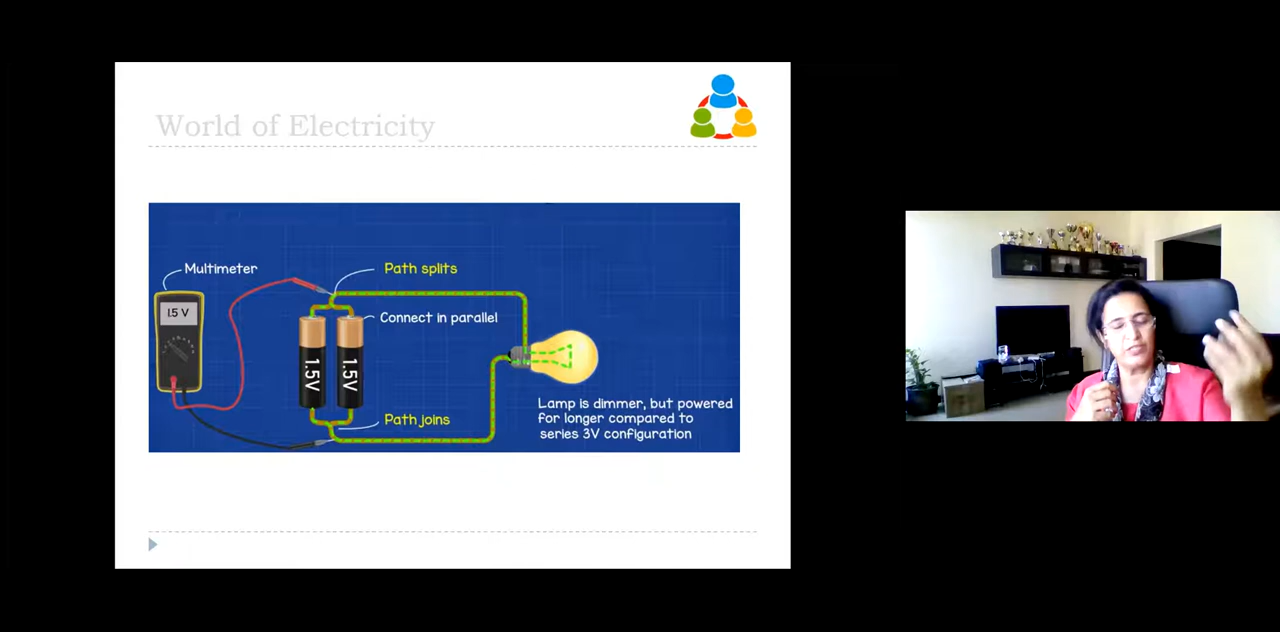 World of Electricity
Multimeter
Path splits
1.5 V
Connect in parallel
1.5V
1.5V
Lamp is dimmer, but powered
for longer compared to
series 3V configuration
Path joins